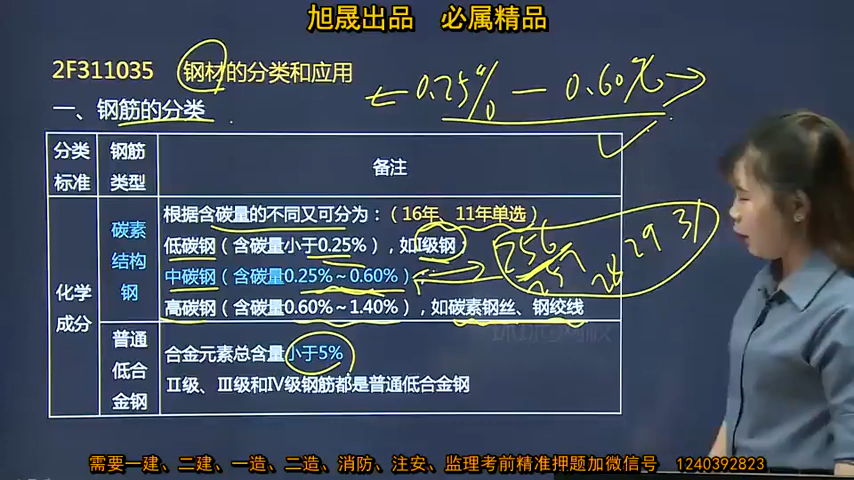 旭晟出品 必属精品
2F311035 钢材的分类和应用
0.25% — 0.60%
一、钢筋的分类
分类标准
钢筋类型
备注
化学成分
碳素结构钢
根据含碳量的不同又可分为：（16年、11年单选）
低碳钢（含碳量小于0.25%），如I级钢
中碳钢（含碳量0.25%～0.60%）
高碳钢（含碳量0.60%～1.40%），如碳素钢丝、钢绞线
256
257
28 29 31
普通低合金钢
合金元素总含量小于5%
Ⅱ级、Ⅲ级和Ⅳ级钢筋都是普通低合金钢
需要一建、二建、一造、二造、消防、注安、监理考前精准押题加微信号 1240392823